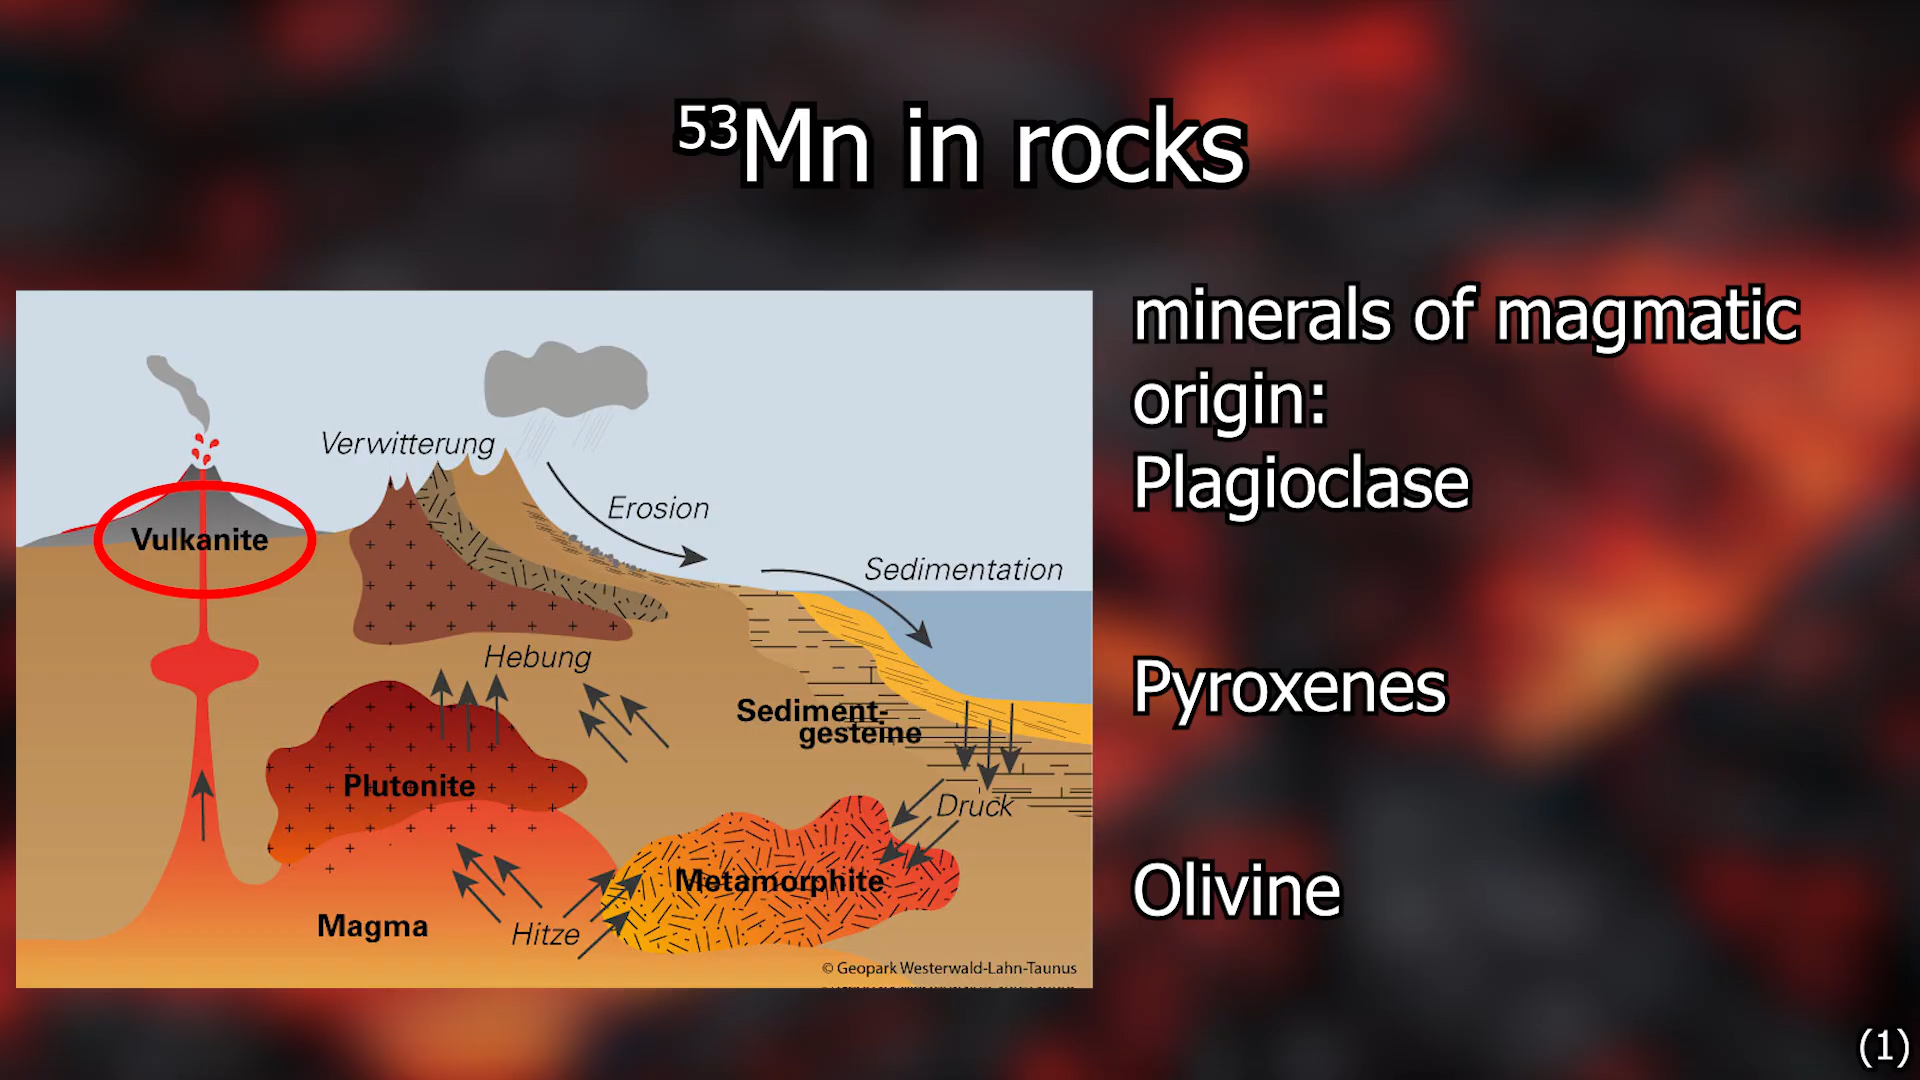 ⁵³Mn in rocks
minerals of magmatic
origin:
Plagioclase
Pyroxenes
Olivine
Verwitterung
Erosion
Vulkanite
Sedimentation
Hebung
Sediment-
gesteine
Plutonite
Druck
Metamorphite
Magma
Hitze
© Geopark Westerwald-Lahn-Taunus
(1)